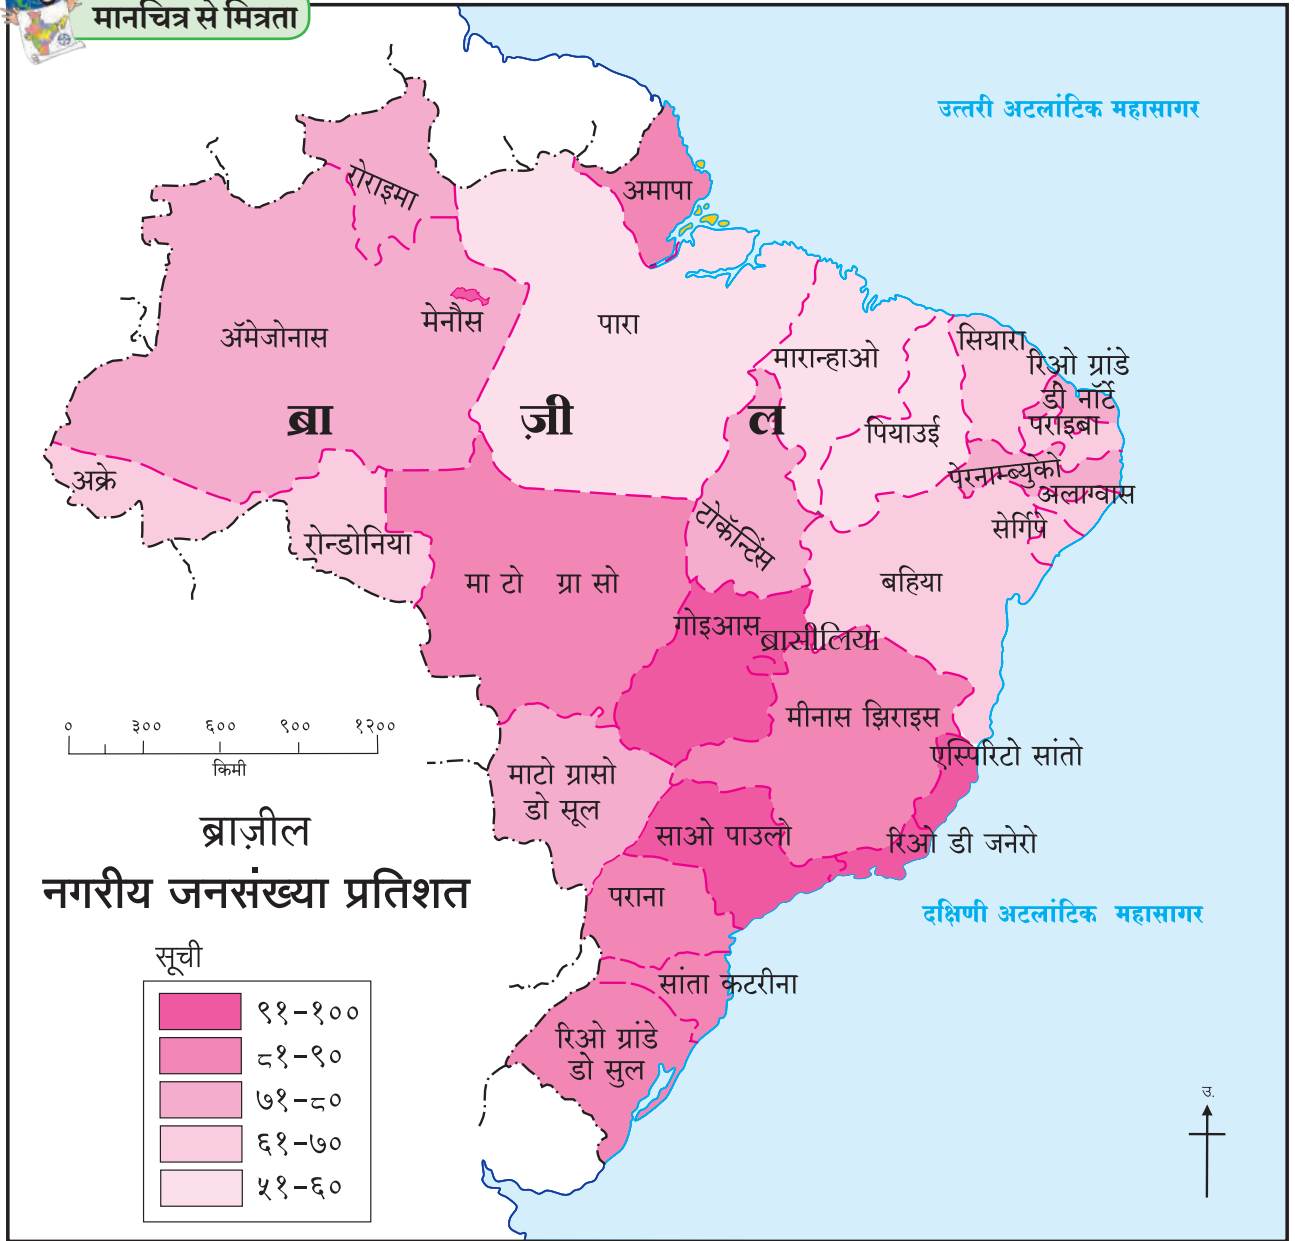 मानचित्र से मित्रता
उत्तरी अटलांटिक महासागर
रोराइमा
अमापा
ॲमेजोनास
मेनौस
पारा
मारान्हाओ
सियारा
रिओ ग्रांडे
डी नॉर्टे
पराइबा
ब्राज़ील
पियाउई
पेरनाम्ब्युको
अलाग्वास
सेर्गिपे
अक्रे
रोन्डोनिया
टोकॅन्टिंस
मा टो ग्रा सो
बहिया
गोइआस
ब्रासीलिया
मीनास झिराइस
एस्पिरिटो सांतो
० ३०० ६०० ९०० १२००
किमी
माटो ग्रासो
डो सूल
साओ पाउलो
रिओ डी जनेरो
ब्राज़ील
नगरीय जनसंख्या प्रतिशत
पराना
दक्षिणी अटलांटिक महासागर
सांता कटरीना
रिओ ग्रांडे
डो सुल
सूची
९१-१००
८१-९०
७१-८०
६१-७०
५१-६०
उ.